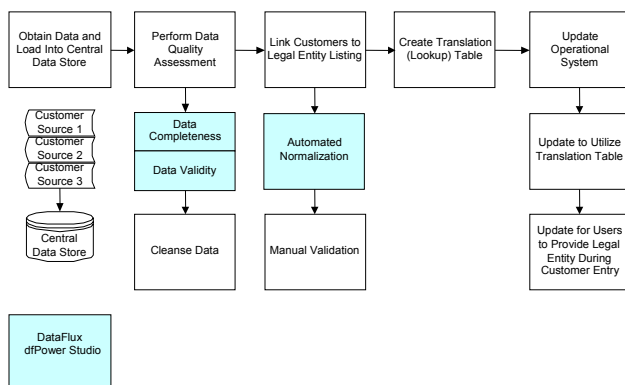 Obtain Data and
Load Into Central
Data Store
Perform Data
Quality
Assessment
Link Customers to
Legal Entity Listing
Create Translation
(Lookup) Table
Update
Operational
System
Customer
Source 1
Customer
Source 2
Customer
Source 3
Central
Data Store
Data
Completeness
Data Validity
Cleanse Data
Automated
Normalization
Manual Validation
Update to Utilize
Translation Table
Update for Users
to Provide Legal
Entity During
Customer Entry
DataFlux
dfPower Studio